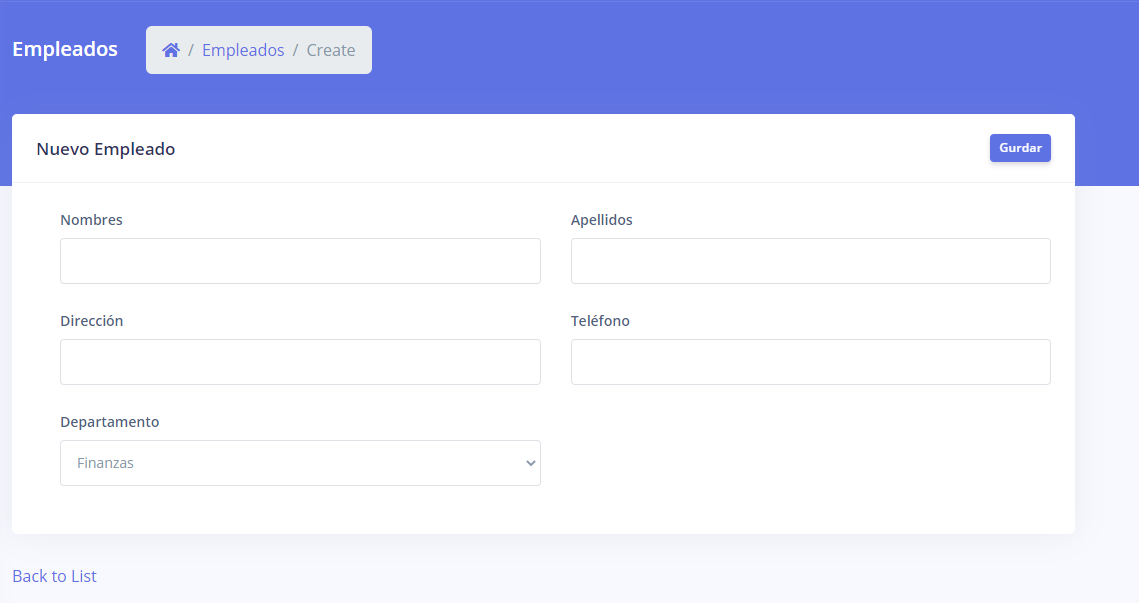 Empleados / Empleados / Create
Nuevo Empleado Gurdar
Nombres Apellidos
Dirección Teléfono
Departamento
Finanzas
Back to List